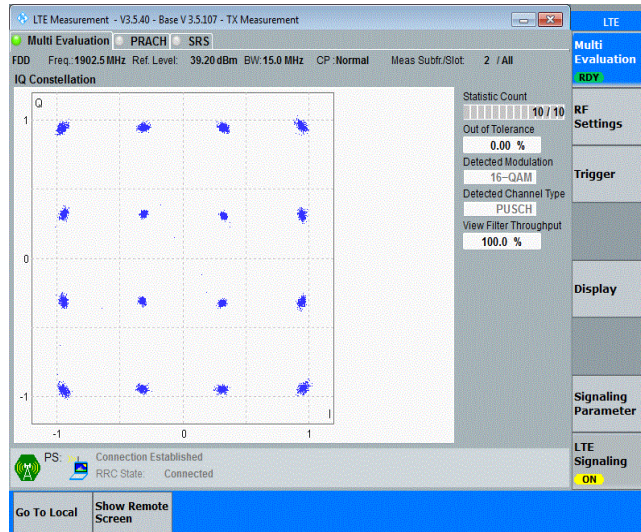 LTE Measurement - V3.5.40 - Base V 3.5.107 - TX Measurement
LTE
Multi Evaluation PRACH SRS
Multi
Evaluation
RDY
FDD Freq.:1902.5 MHz Ref. Level: 39.20 dBm BW:15.0 MHz CP :Normal Meas Subfr./Slot: 2 / All
IQ Constellation
Statistic Count
10 / 10
Out of Tolerance
0.00 %
Detected Modulation
16-QAM
Detected Channel Type
PUSCH
View Filter Throughput
100.0 %
Q
1
0
-1
I
-1 0 1
RF
Settings
Trigger
Display
Signaling
Parameter
LTE
Signaling
ON
PS: Connection Established
RRC State: Connected
Go To Local
Show Remote
Screen